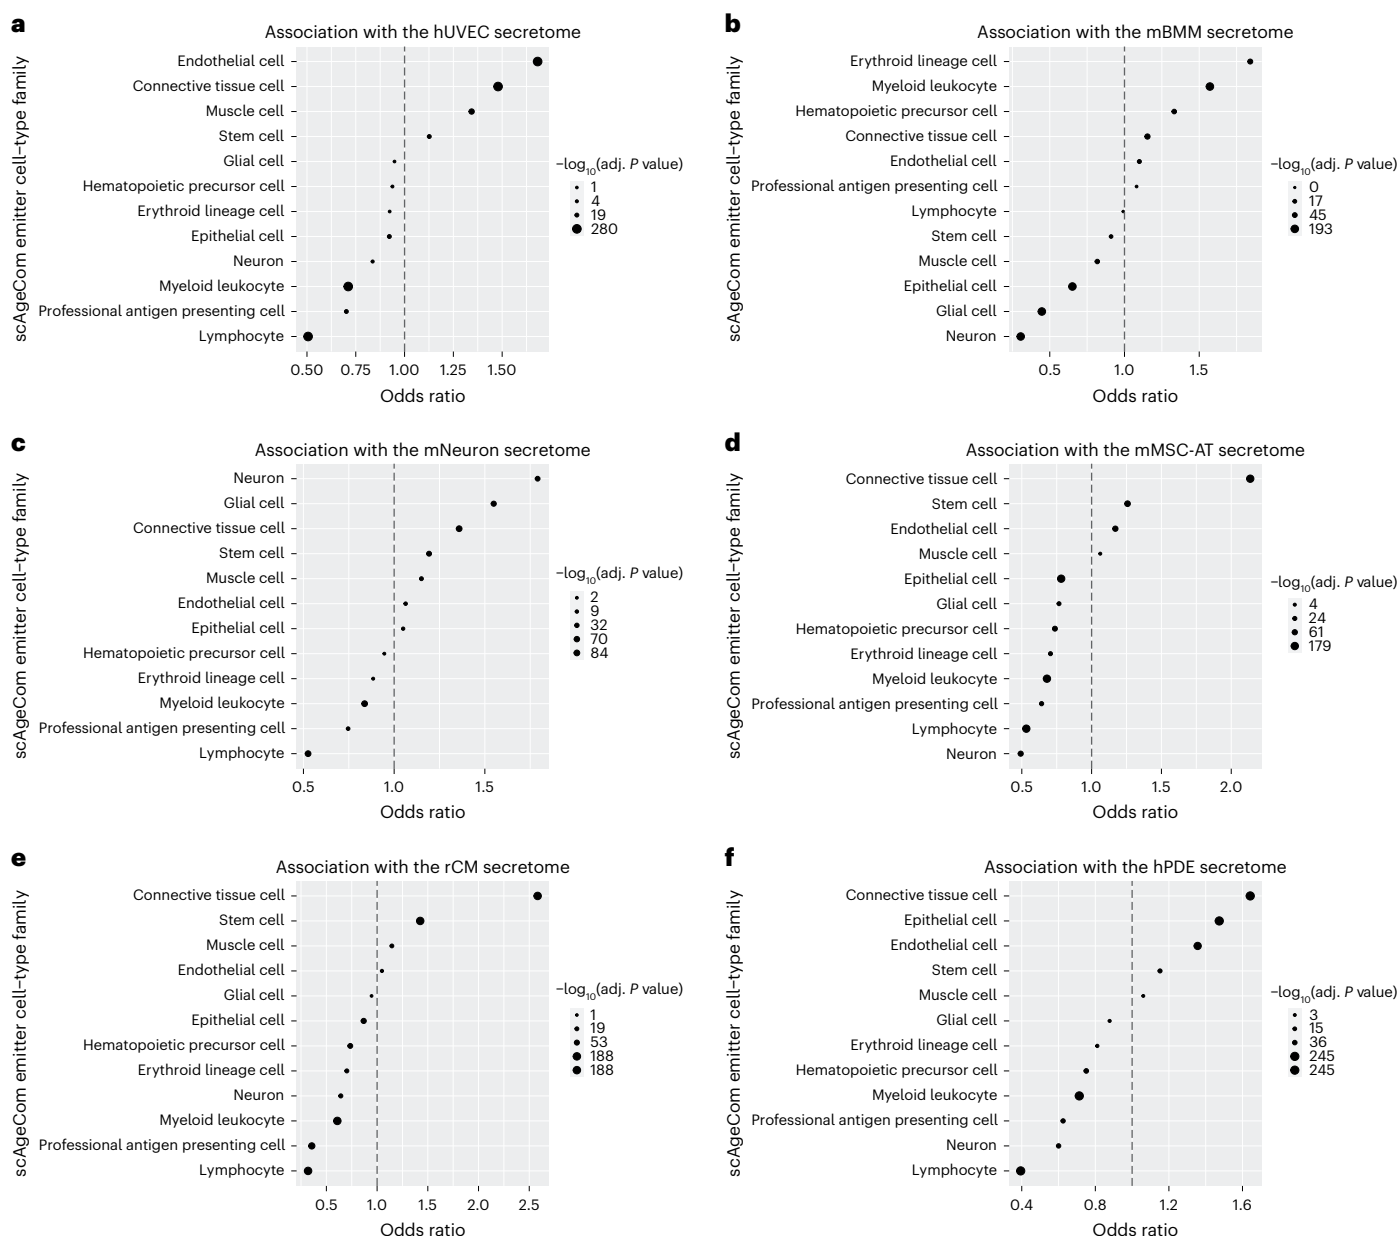 a
Association with the hUVEC secretome
scAgeCom emitter cell–type family
Endothelial cell
Connective tissue cell
Muscle cell
Stem cell
Glial cell
Hematopoietic precursor cell
Erythroid lineage cell
Epithelial cell
Neuron
Myeloid leukocyte
Professional antigen presenting cell
Lymphocyte
0.50 0.75 1.00 1.25 1.50
Odds ratio
−log10(adj. P value)
1
4
19
280
b
Association with the mBMM secretome
scAgeCom emitter cell–type family
Erythroid lineage cell
Myeloid leukocyte
Hematopoietic precursor cell
Connective tissue cell
Endothelial cell
Professional antigen presenting cell
Lymphocyte
Stem cell
Muscle cell
Epithelial cell
Glial cell
Neuron
0.5 1.0 1.5
Odds ratio
−log10(adj. P value)
0
17
45
193
c
Association with the mNeuron secretome
scAgeCom emitter cell–type family
Neuron
Glial cell
Connective tissue cell
Stem cell
Muscle cell
Endothelial cell
Epithelial cell
Hematopoietic precursor cell
Erythroid lineage cell
Myeloid leukocyte
Professional antigen presenting cell
Lymphocyte
0.5 1.0 1.5
Odds ratio
−log10(adj. P value)
2
9
32
70
84
d
Association with the mMSC-AT secretome
scAgeCom emitter cell–type family
Connective tissue cell
Stem cell
Endothelial cell
Muscle cell
Epithelial cell
Glial cell
Hematopoietic precursor cell
Erythroid lineage cell
Myeloid leukocyte
Professional antigen presenting cell
Lymphocyte
Neuron
0.5 1.0 1.5 2.0
Odds ratio
−log10(adj. P value)
4
24
61
179
e
Association with the rCM secretome
scAgeCom emitter cell–type family
Connective tissue cell
Stem cell
Muscle cell
Endothelial cell
Glial cell
Epithelial cell
Hematopoietic precursor cell
Erythroid lineage cell
Neuron
Myeloid leukocyte
Professional antigen presenting cell
Lymphocyte
0.5 1.0 1.5 2.0 2.5
Odds ratio
−log10(adj. P value)
1
19
53
188
188
f
Association with the hPDE secretome
scAgeCom emitter cell–type family
Connective tissue cell
Epithelial cell
Endothelial cell
Stem cell
Muscle cell
Glial cell
Erythroid lineage cell
Hematopoietic precursor cell
Myeloid leukocyte
Professional antigen presenting cell
Neuron
Lymphocyte
0.4 0.8 1.2 1.6
Odds ratio
−log10(adj. P value)
3
15
36
245
245